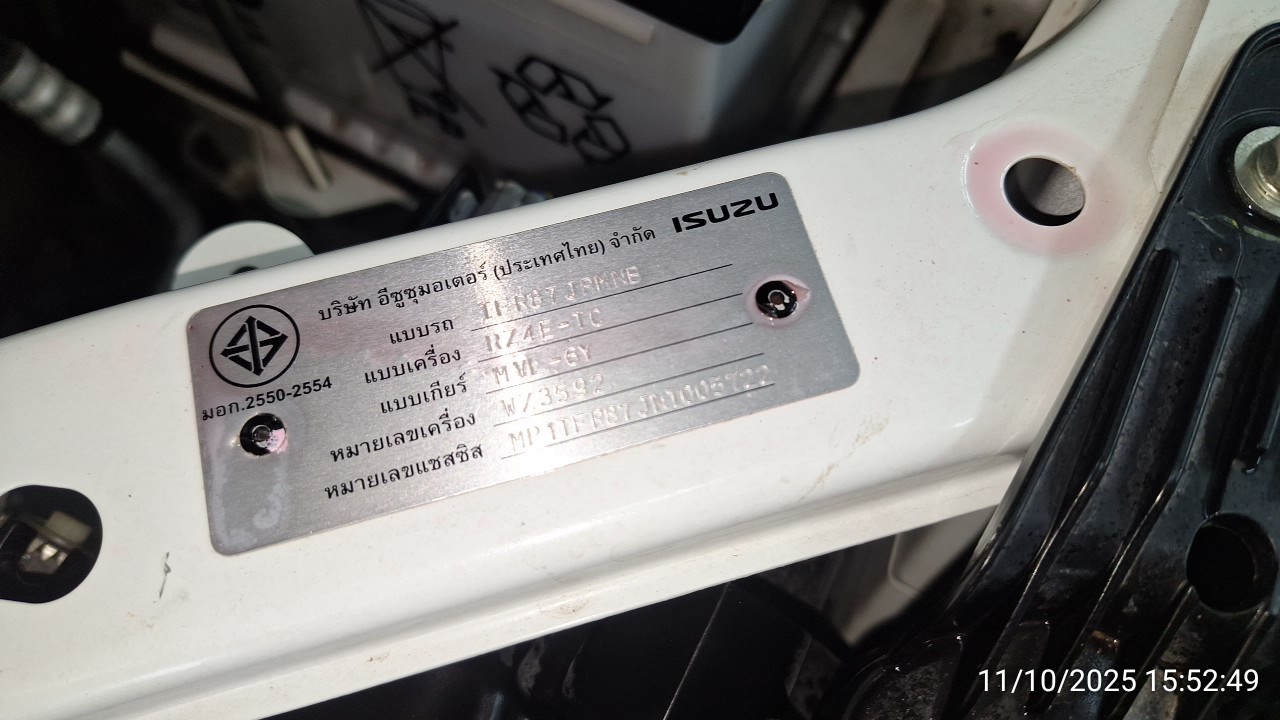 ISUZU
บริษัท อีซูซุมอเตอร์ (ประเทศไทย) จำกัด
แบบรถ
แบบเครื่อง RZ4E-TC
แบบเกียร์
หมายเลขเครื่อง
หมายเลขแชสซิส
มอก.2550-2554
11/10/2025 15:52:49